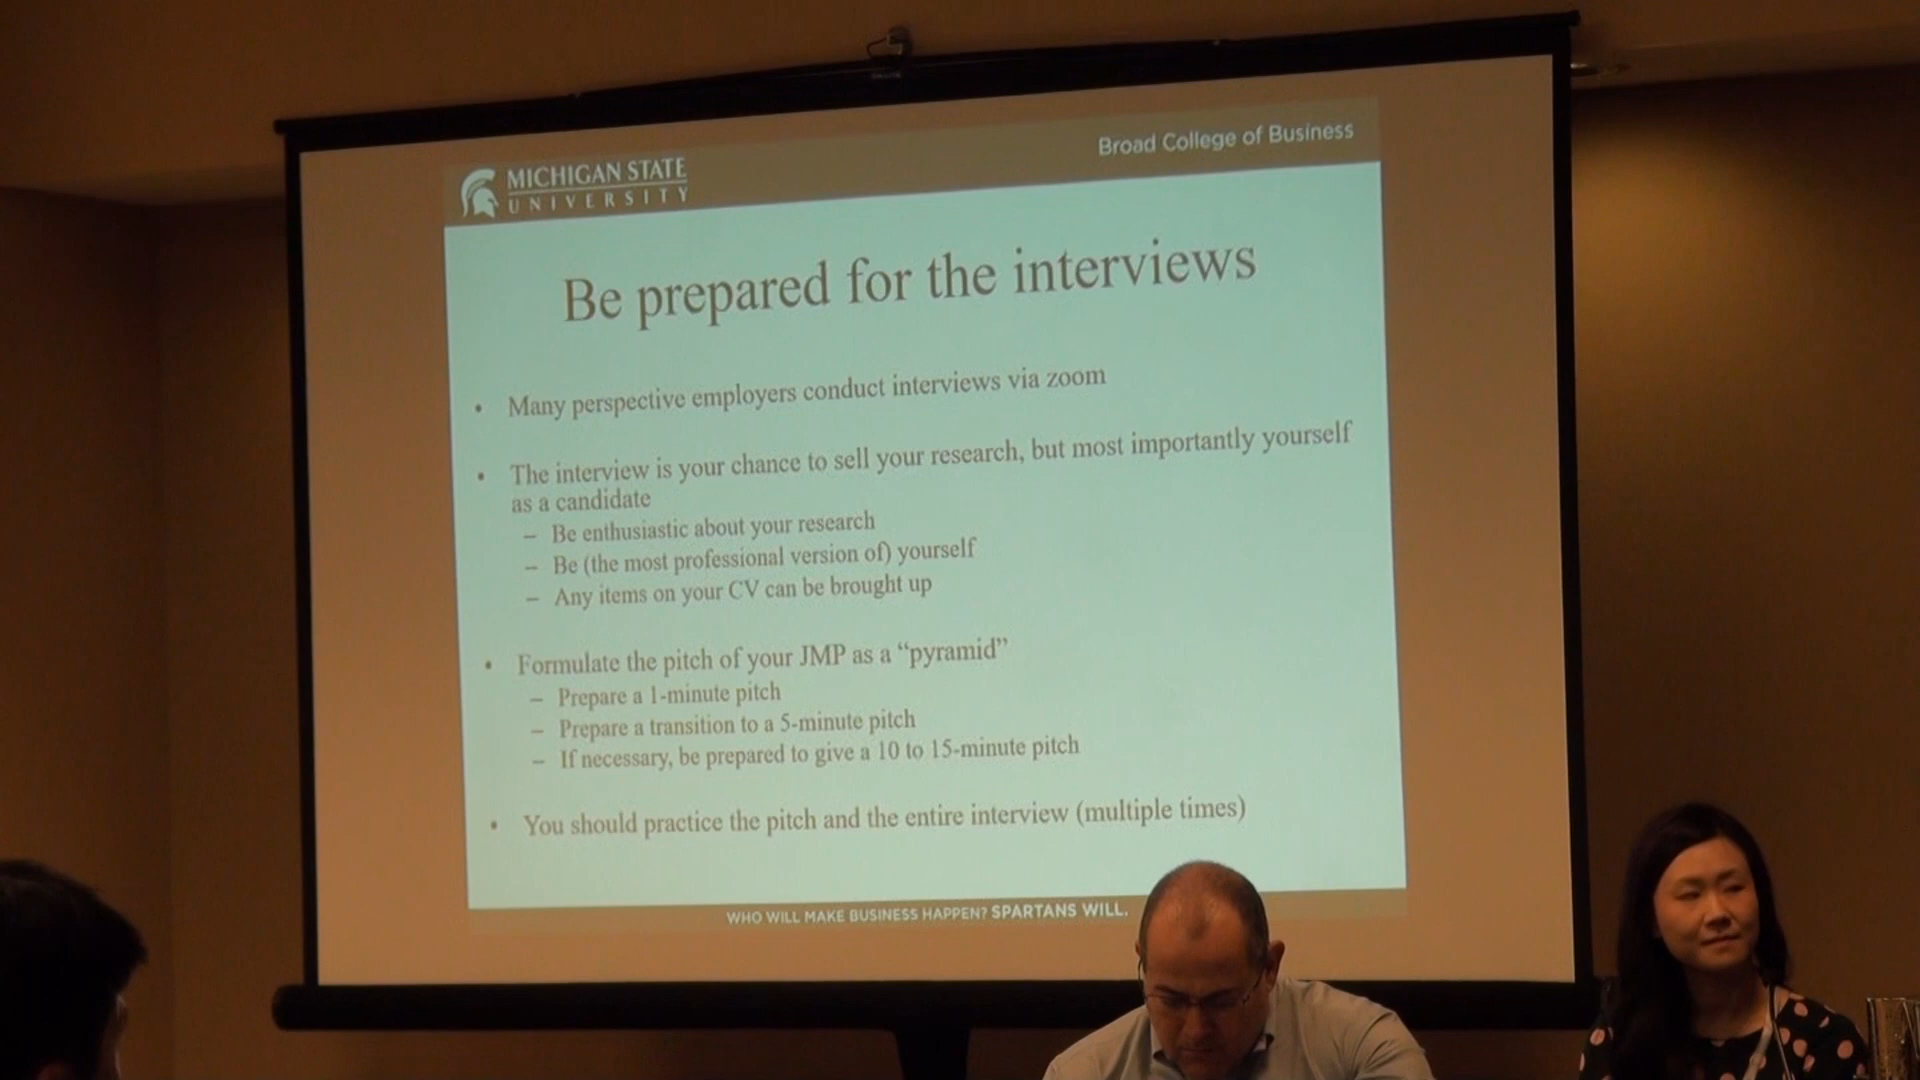 MICHIGAN STATE
UNIVERSITY
Broad College of Business
Be prepared for the interviews
• Many perspective employers conduct interviews via zoom
• The interview is your chance to sell your research, but most importantly yourself
as a candidate
– Be enthusiastic about your research
– Be (the most professional version of) yourself
– Any items on your CV can be brought up
• Formulate the pitch of your JMP as a “pyramid”
– Prepare a 1-minute pitch
– Prepare a transition to a 5-minute pitch
– If necessary, be prepared to give a 10 to 15-minute pitch
• You should practice the pitch and the entire interview (multiple times)
WHO WILL MAKE BUSINESS HAPPEN? SPARTANS WILL.